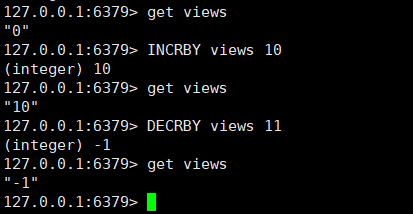 127.0.0.1:6379> get views
"0"
127.0.0.1:6379> INCRBY views 10
(integer) 10
127.0.0.1:6379> get views
"10"
127.0.0.1:6379> DECRBY views 11
(integer) -1
127.0.0.1:6379> get views
"-1"
127.0.0.1:6379>